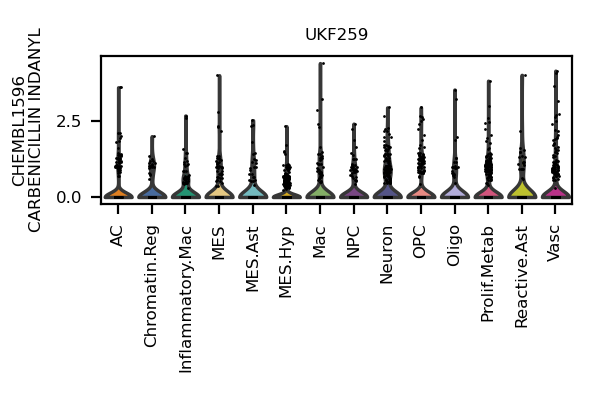 UKF259
CHEMBL1596
CARBENICILLIN INDANYL
2.5
0.0
AC
Chromatin.Reg
Inflammatory.Mac
MES
MES.Ast
MES.Hyp
Mac
NPC
Neuron
OPC
Oligo
Prolif.Metab
Reactive.Ast
Vasc